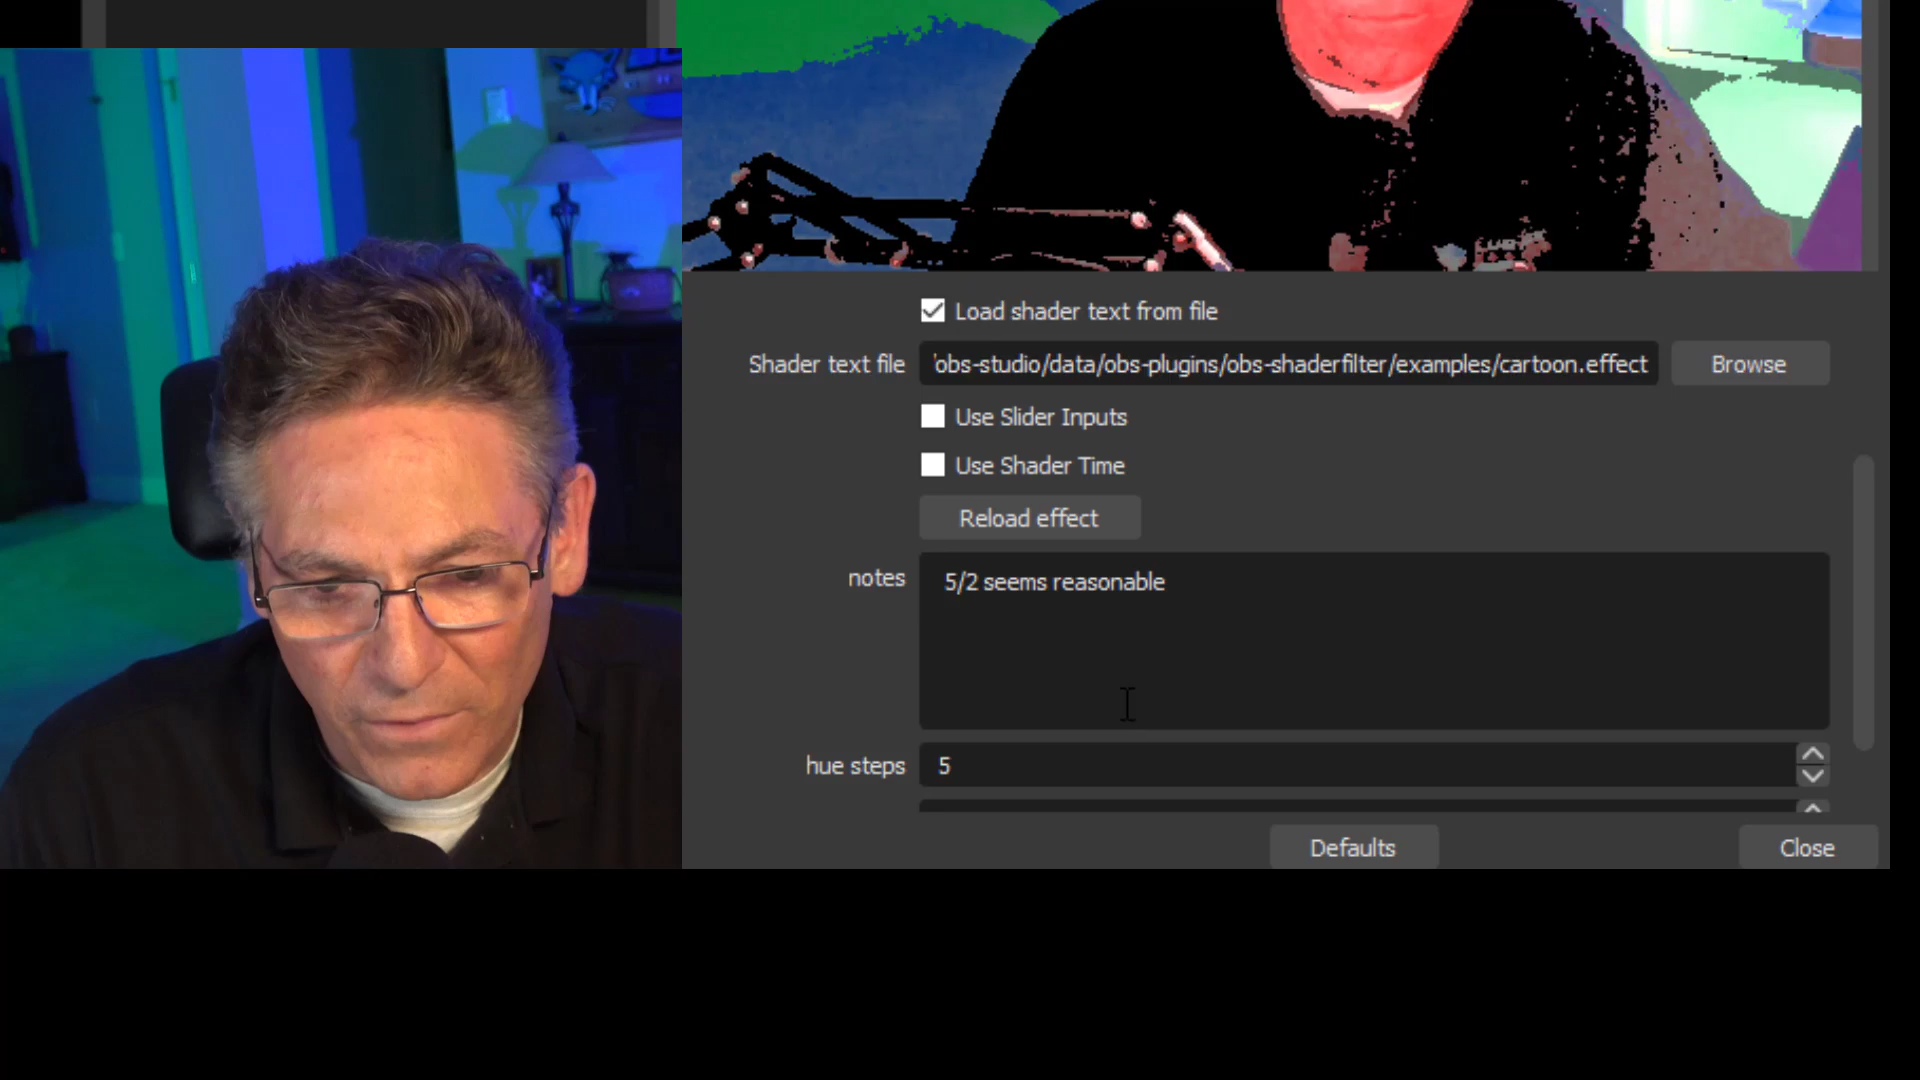 Load shader text from file
Shader text file
obs-studio/data/obs-plugins/obs-shaderfilter/examples/cartoon.effect
Browse
Use Slider Inputs
Use Shader Time
Reload effect
notes
5/2 seems reasonable
hue steps
5
Defaults
Close